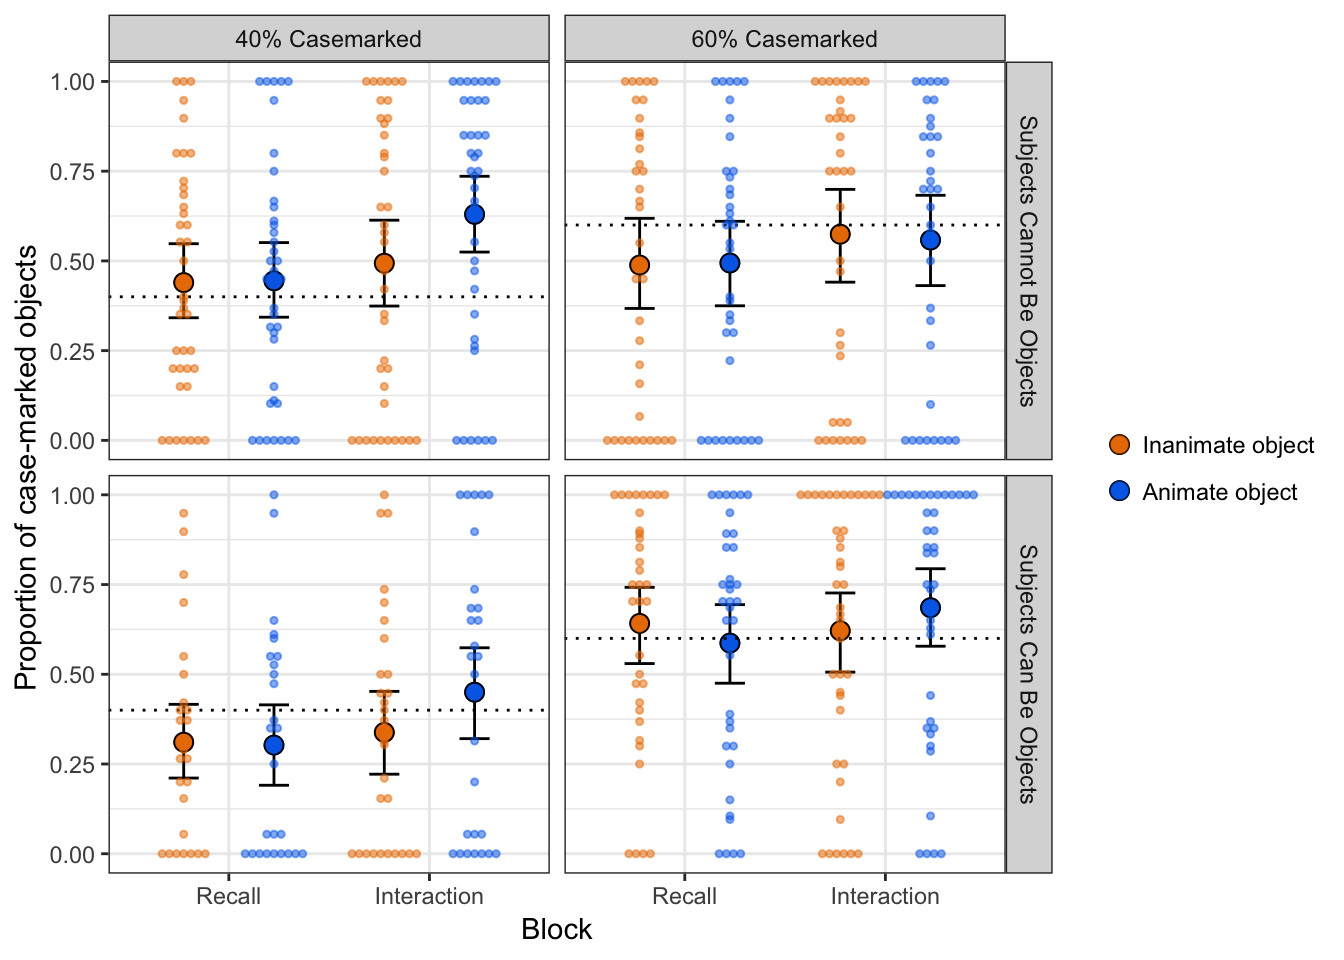 40% Casemarked
60% Casemarked
1.00
0.75
0.50
0.25
0.00
Subjects Cannot Be Objects
1.00
0.75
0.50
0.25
0.00
Subjects Can Be Objects
Proportion of case-marked objects
Recall
Interaction
Recall
Interaction
Block
Inanimate object
Animate object